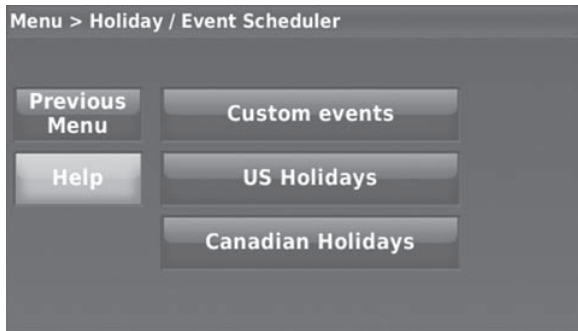 Menu > Holiday / Event Scheduler
Previous
Menu
Custom events
Help
US Holidays
Canadian Holidays